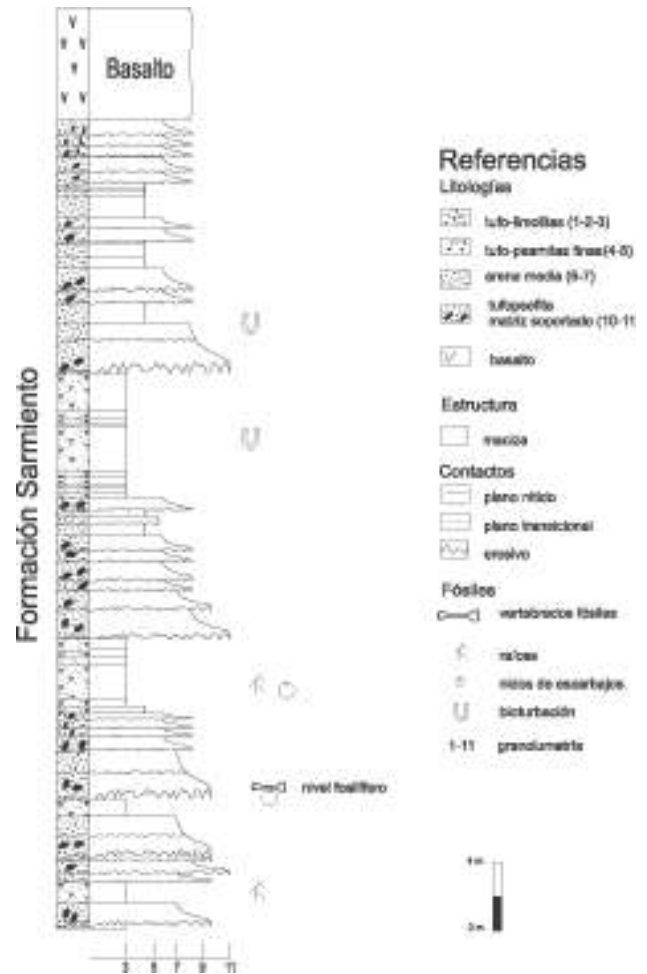 Basalto
Formación Sarmiento
Referencias
Litologías
tufo-limolitas (1-2-3)
tufo-psamitas finas(4-5)
arena media (6-7)
tufopsefita
matriz soportado (10-11
basalto
Estructura
maciza
Contactos
plano nítido
plano transicional
erosivo
Fósiles
vertebrados fósiles
raíces
nidos de escarabajos
bioturbación
1-11 granulometría
nivel fosilífero
3 5 7 9 11